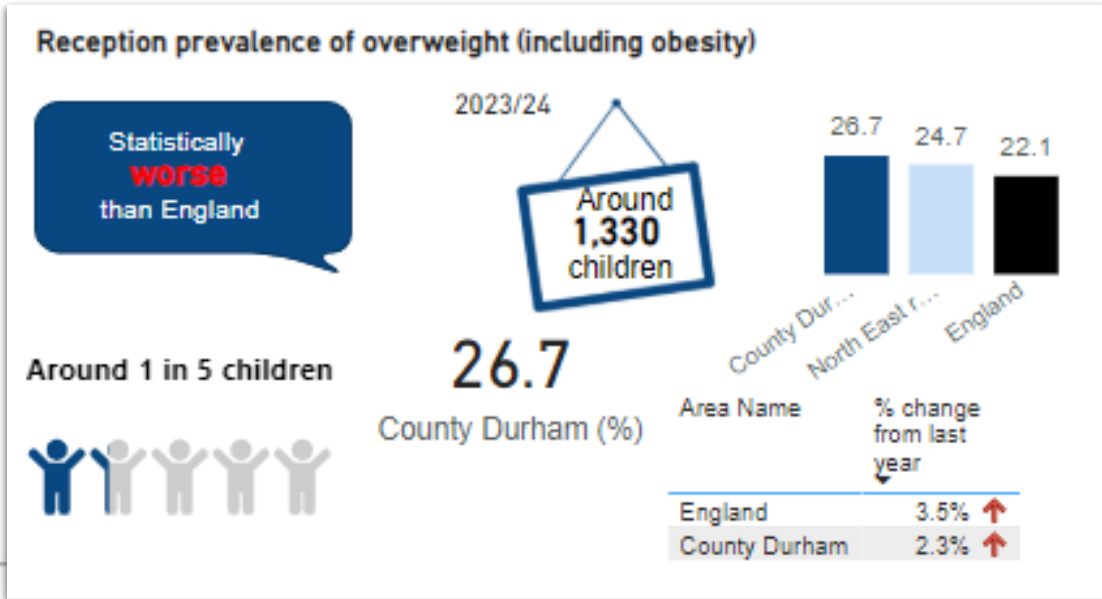 Reception prevalence of overweight (including obesity)
Statistically
worse
than England
2023/24
Around
1,330
children
26.7
24.7
22.1
County Dur...
North East r...
England
Around 1 in 5 children
26.7
County Durham (%)
Area Name % change
from last
year
England 3.5%
County Durham 2.3%